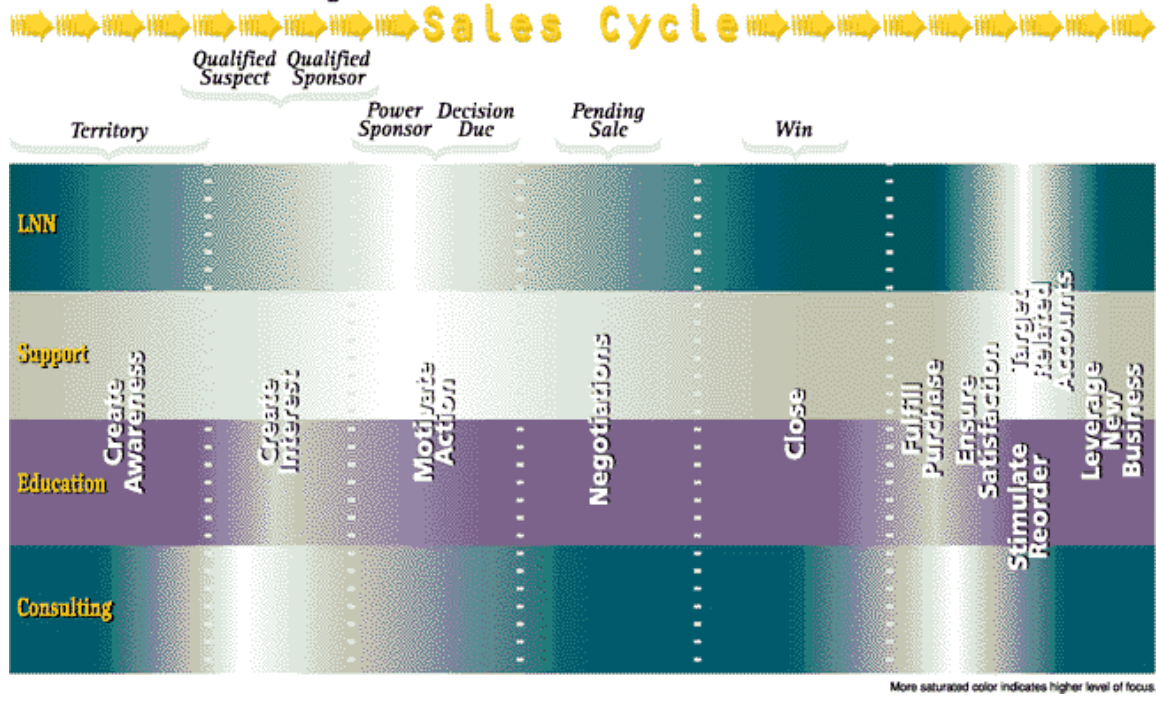 Sales Cycle
Qualified Qualified
Suspect Sponsor
Power Decision
Sponsor Due
Pending
Sale
Territory
Win
LNN
Support
Education
Consulting
Create
Awareness
Create
Interest
Motivate
Action
Negotiations
Close
Fulfill
Purchase
Ensure
Satisfaction
Target
Related
Accounts
Stimulate
Reorder
Leverage
New
Business
More saturated color indicates higher level of focus.